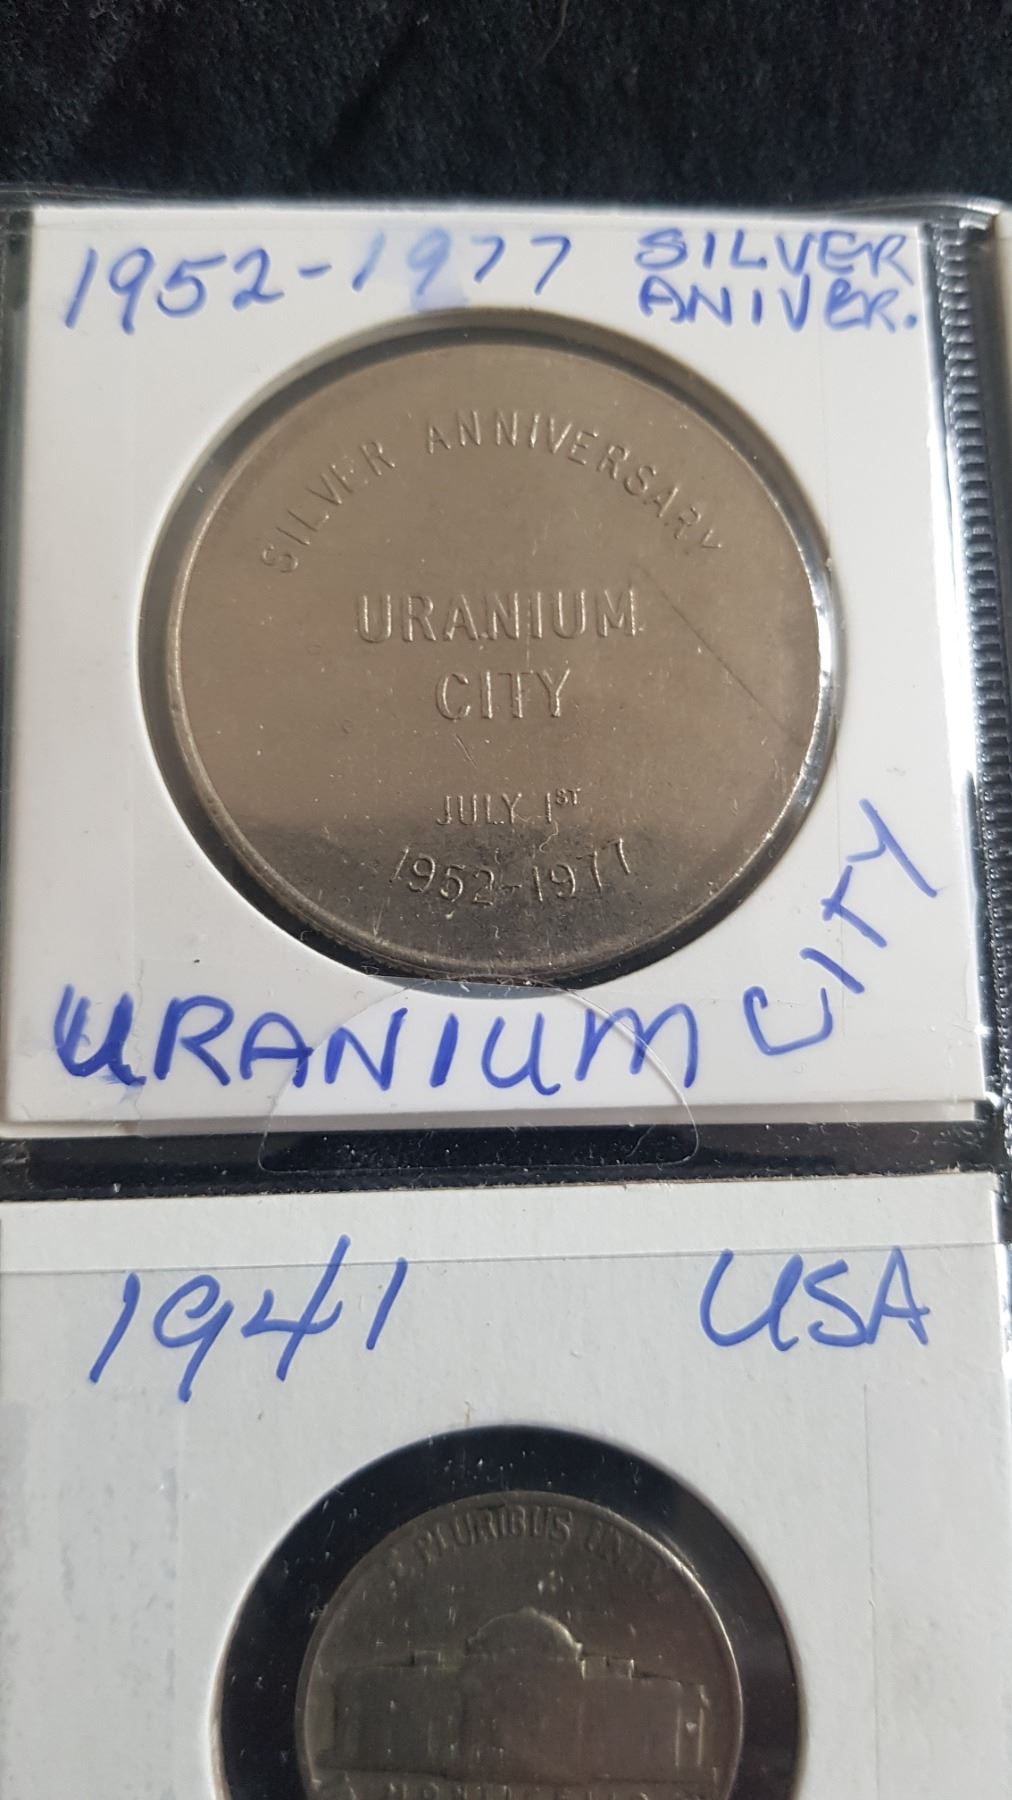 1952-1977 SILVER
ANIVER.
SILVER ANNIVERSARY
URANIUM
CITY
JULY 1ST
1952-1977
URANIUM CITY
1941 USA
PLURIBUS